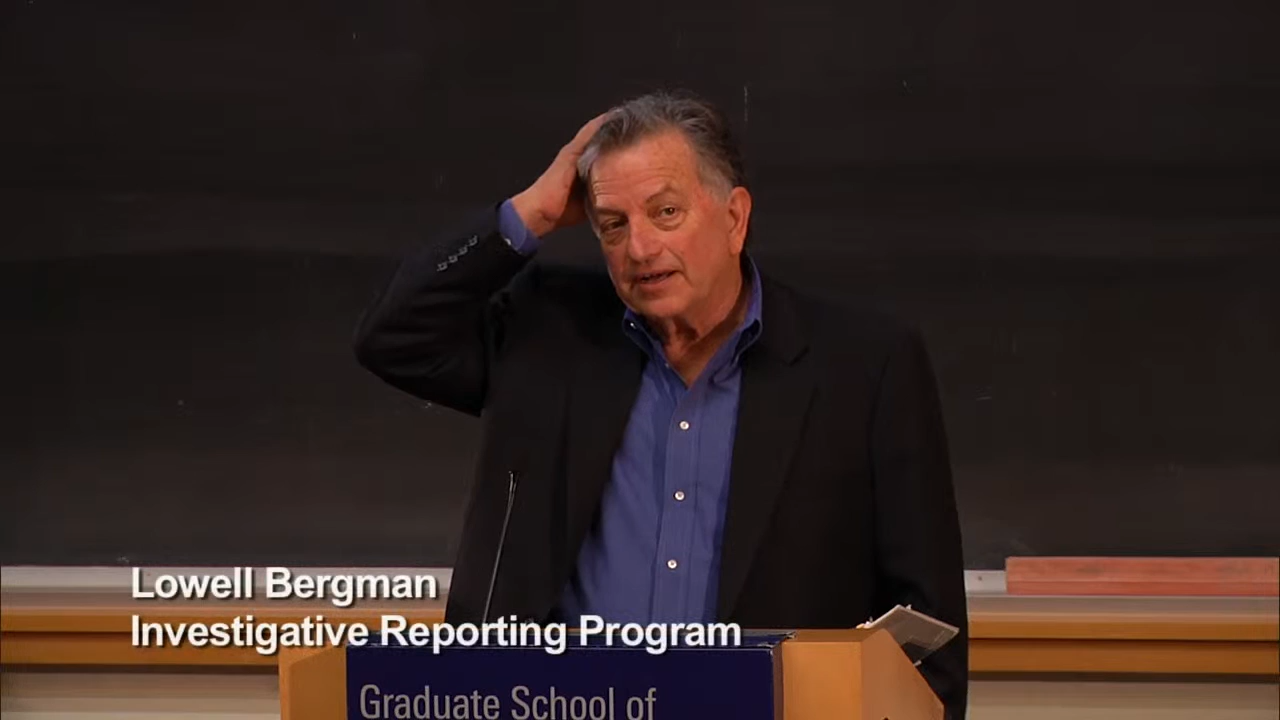 Lowell Bergman
Investigative Reporting Program
Graduate School of